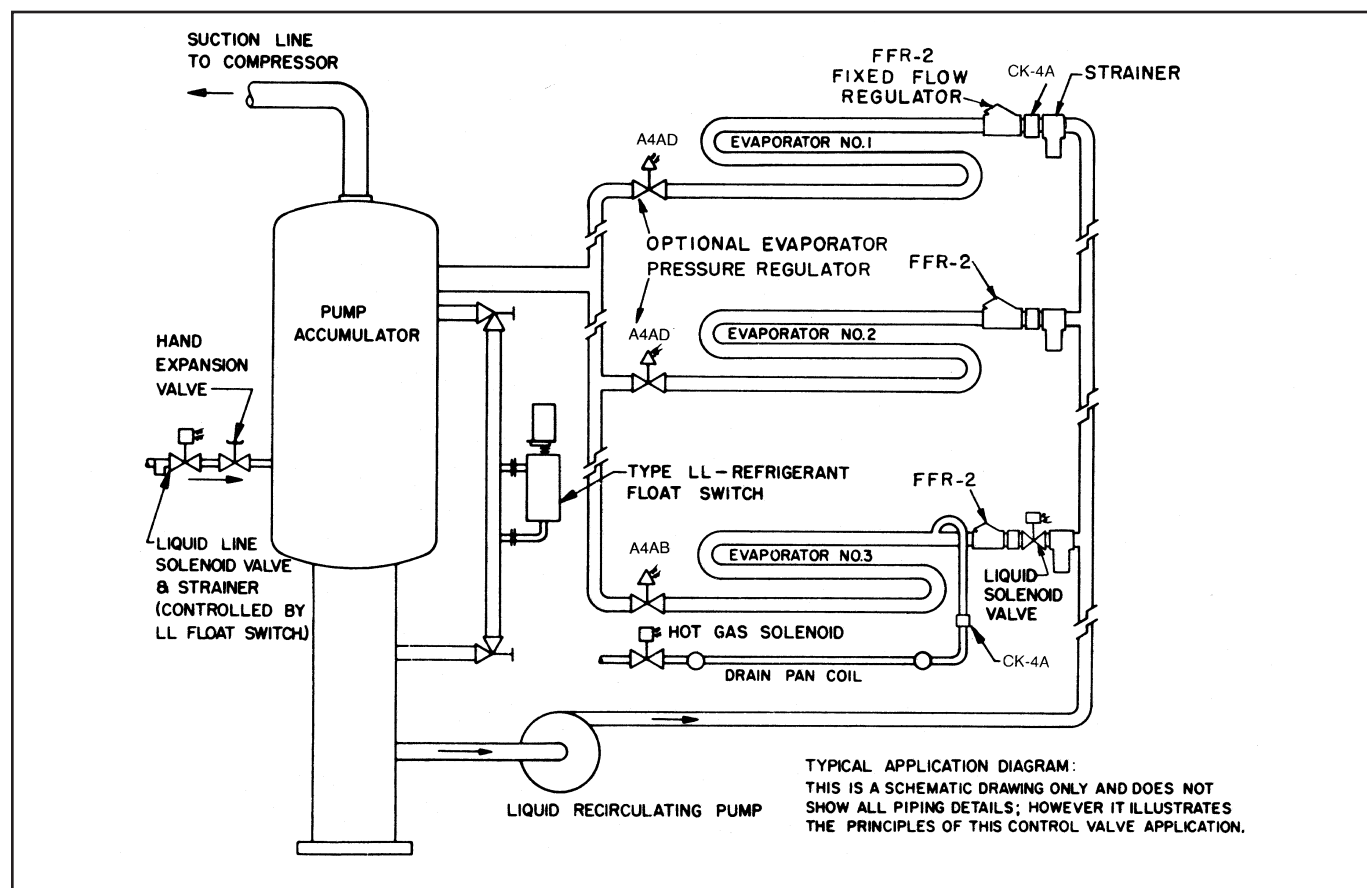 SUCTION LINE
TO COMPRESSOR
FFR-2
FIXED FLOW
REGULATOR
CK-4A
STRAINER
A4AD
EVAPORATOR NO.1
OPTIONAL EVAPORATOR
PRESSURE REGULATOR
FFR-2
PUMP
ACCUMULATOR
A4AD
EVAPORATOR NO.2
HAND
EXPANSION
VALVE
TYPE LL-REFRIGERANT
FLOAT SWITCH
FFR-2
LIQUID LINE
SOLENOID VALVE
& STRAINER
(CONTROLLED BY
LL FLOAT SWITCH)
A4AB
EVAPORATOR NO.3
LIQUID
SOLENOID
VALVE
HOT GAS SOLENOID
CK-4A
DRAIN PAN COIL
LIQUID RECIRCULATING PUMP
TYPICAL APPLICATION DIAGRAM:
THIS IS A SCHEMATIC DRAWING ONLY AND DOES NOT
SHOW ALL PIPING DETAILS; HOWEVER IT ILLUSTRATES
THE PRINCIPLES OF THIS CONTROL VALVE APPLICATION.